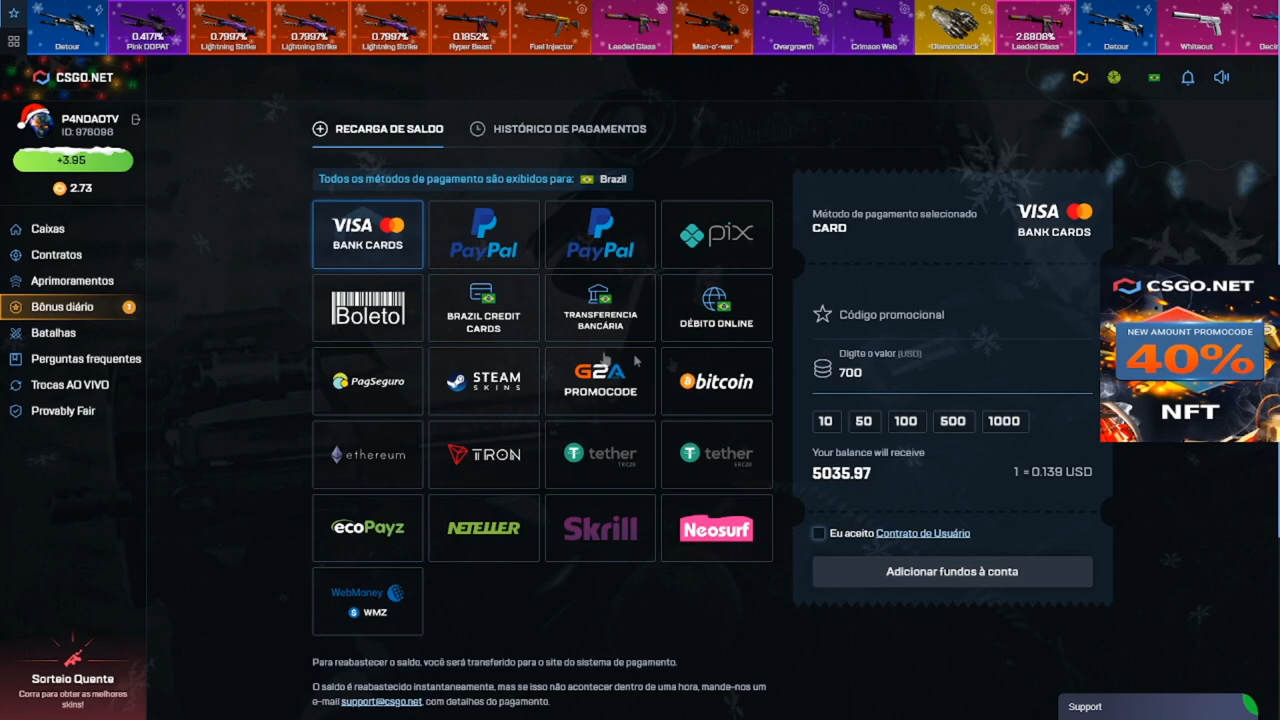 0.417%
0.7997%
0.7997%
0.7997%
0.1852%
2.6808%
Detour
Pink DDPAT
Lightning Strike
Lightning Strike
Lightning Strike
Hyper Beast
Fuel Injector
Leaded Glass
Man-o'-war
Overgrowth
Crimson Web
Diamondback
Leaded Glass
Detour
Whiteout
CSGO.NET
P4NDAOTV
ID: 976098
+3.95
2.73
Caixas
Contratos
Aprimoramentos
Bônus diário
1
Batalhas
Perguntas frequentes
Trocas AO VIVO
Provably Fair
Sorteio Quente
Corra para obter as melhores
skins!
RECARGA DE SALDO
HISTÓRICO DE PAGAMENTOS
Todos os métodos de pagamento são exibidos para: Brazil
VISA
BANK CARDS
PayPal
PayPal
pix
Boleto
BRAZIL CREDIT
CARDS
TRANSFERENCIA
BANCÁRIA
DÉBITO ONLINE
PagSeguro
STEAM
SKINS
G2A
PROMOCODE
bitcoin
ethereum
TRON
tether
TRC20
tether
ERC20
ecoPayz
NETELLER
Skrill
Neosurf
WebMoney
WMZ
Para reabastecer o saldo, você será transferido para o site do sistema de pagamento.
O saldo é reabastecido instantaneamente, mas se isso não acontecer dentro de uma hora, mande-nos um
e-mail support@csgo.net, com detalhes do pagamento.
Método de pagamento selecionado
CARD
VISA
BANK CARDS
Código promocional
Digite o valor (USD)
700
10 50 100 500 1000
Your balance will receive
5035.97
1 = 0.139 USD
Eu aceito Contrato de Usuário
Adicionar fundos à conta
CSGO.NET
NEW AMOUNT PROMOCODE
40%
NFT
Support